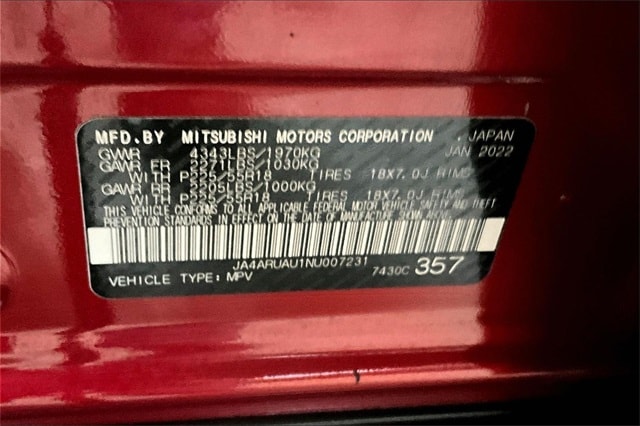 MFD.BY MITSUBISHI MOTORS CORPORATION , JAPAN
GVWR 4343LBS/1970KG JAN 2022
GAWR FR 2271LBS/1030KG
WITH P225/55R18 TIRES 18X7.0J RIMS
GAWR RR 2205LBS/1000KG
WITH P225/55R18 TIRES 18X7.0J RIMS
THIS VEHICLE CONFORMS TO ALL APPLICABLE FEDERAL MOTOR VEHICLE SAFETY AND THEFT
PREVENTION STANDARDS IN EFFECT ON THE DATE OF MANUFACTURE SHOWN ABOVE.
JA4ARUAU1NU007231
VEHICLE TYPE: MPV 7430C 357